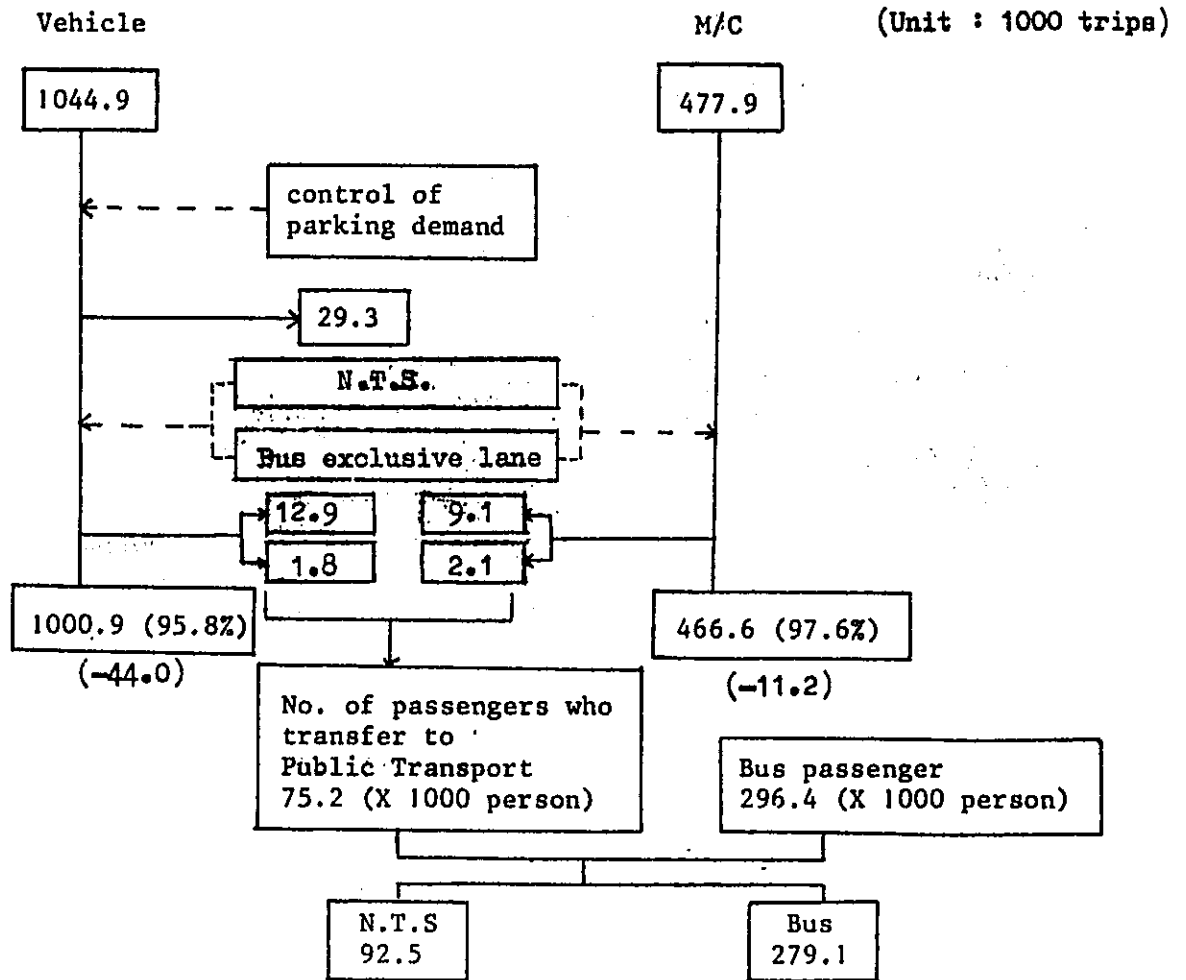 Vehicle
M/C
(Unit : 1000 trips)
1044.9
477.9
control of
parking demand
29.3
N.T.S.
Bus exclusive lane
12.9
9.1
1.8
2.1
1000.9 (95.8%)
466.6 (97.6%)
(-44.0)
(-11.2)
No. of passengers who
transfer to
Public Transport
75.2 (X 1000 person)
Bus passenger
296.4 (X 1000 person)
N.T.S
92.5
Bus
279.1